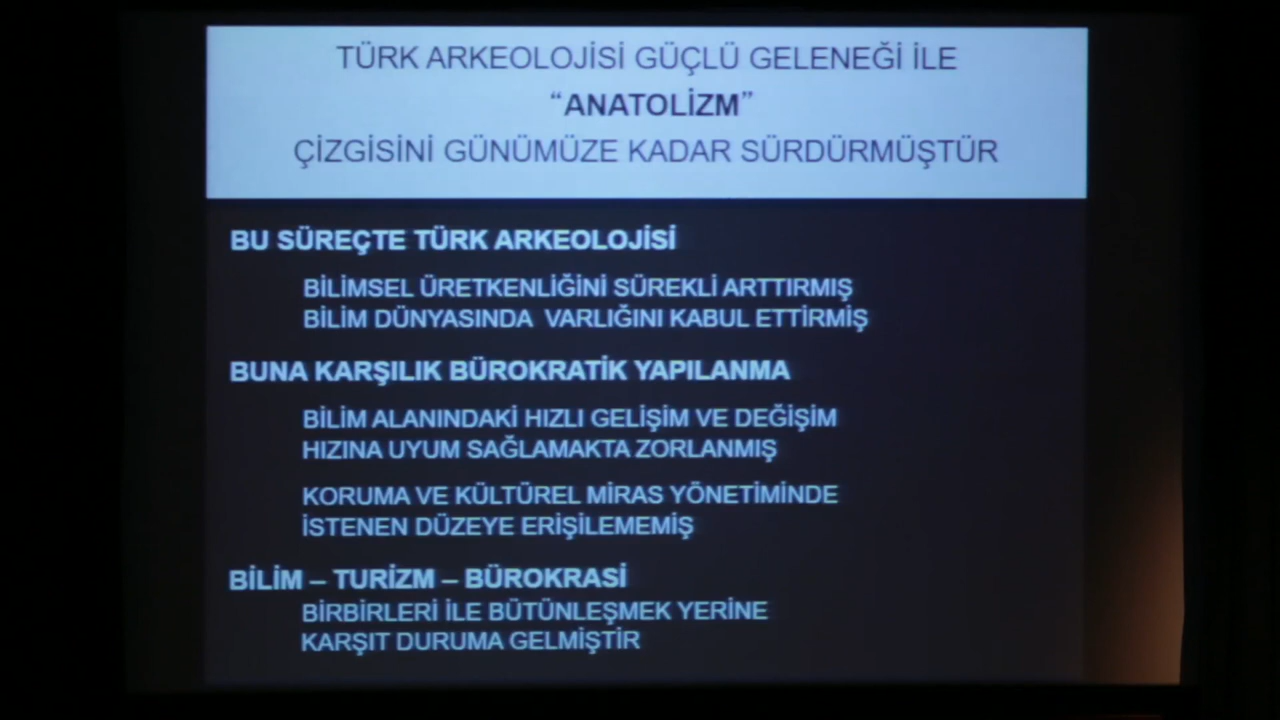 TÜRK ARKEOLOJİSİ GÜÇLÜ GELENEĞİ İLE
“ANATOLİZM”
ÇİZGİSİNİ GÜNÜMÜZE KADAR SÜRDÜRMÜŞTÜR
BU SÜREÇTE TÜRK ARKEOLOJİSİ
BİLİMSEL ÜRETKENLİĞİNİ SÜREKLİ ARTTIRMIŞ
BİLİM DÜNYASINDA VARLIĞINI KABUL ETTİRMİŞ
BUNA KARŞILIK BÜROKRATİK YAPILANMA
BİLİM ALANINDAKİ HIZLI GELİŞİM VE DEĞİŞİM
HIZINA UYUM SAĞLAMAKTA ZORLANMIŞ
KORUMA VE KÜLTÜREL MİRAS YÖNETİMİNDE
İSTENEN DÜZEYE ERİŞİLEMEMİŞ
BİLİM – TURİZM – BÜROKRASİ
BİRBİRLERİ İLE BÜTÜNLEŞMEK YERİNE
KARŞIT DURUMA GELMİŞTİR